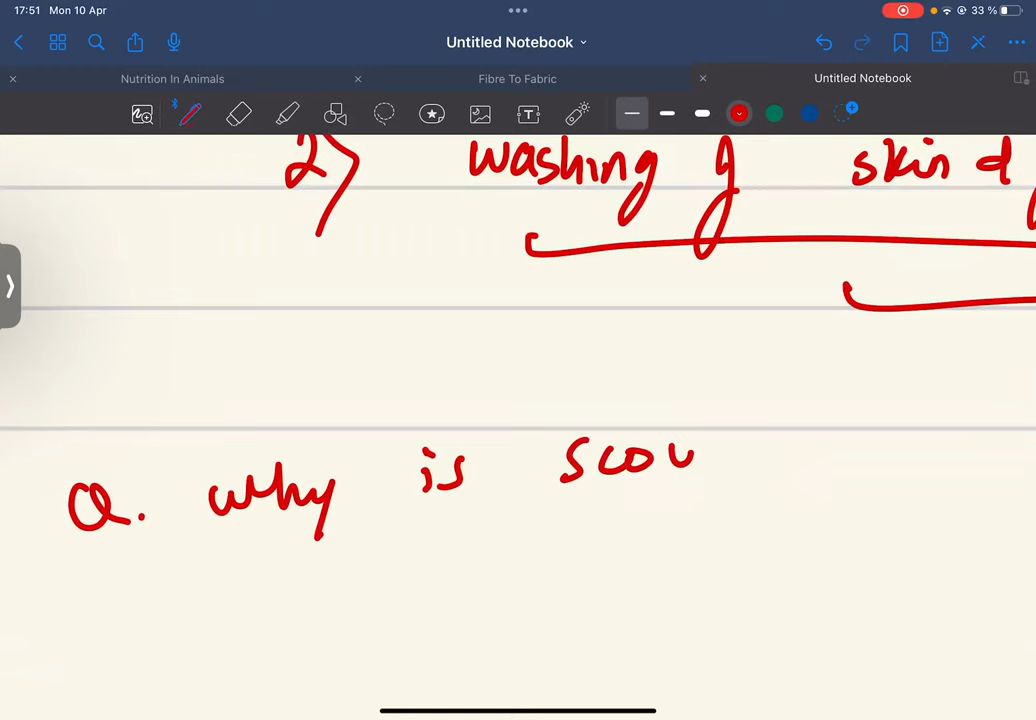 17:51 Mon 10 Apr 33 %
Untitled Notebook
Nutrition In Animals Fibre To Fabric Untitled Notebook
T
2) washing of skin of
Q. why is scou